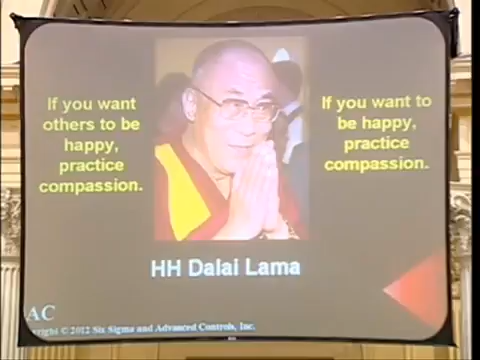 If you want
others to be
happy,
practice
compassion.
If you want to
be happy,
practice
compassion.
HH Dalai Lama
AC
© 2012 Six Sigma and Advanced Controls, Inc.